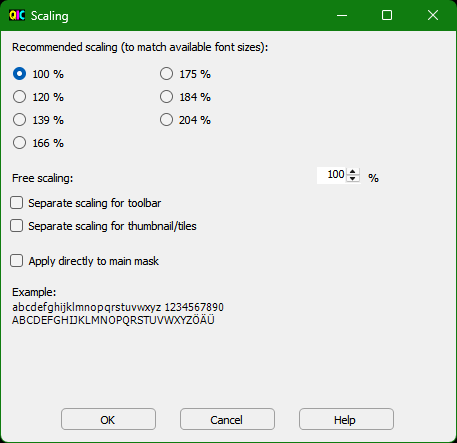 QIC Scaling
Recommended scaling (to match available font sizes):
100 % 175 %
120 % 184 %
139 % 204 %
166 %
Free scaling: 100 %
Separate scaling for toolbar
Separate scaling for thumbnail/tiles
Apply directly to main mask
Example:
abcdefghijklmnopqrstuvwxyz 1234567890
ABCDEFGHIJKLMNOPQRSTUVWXYZÖÄÜ
OK Cancel Help